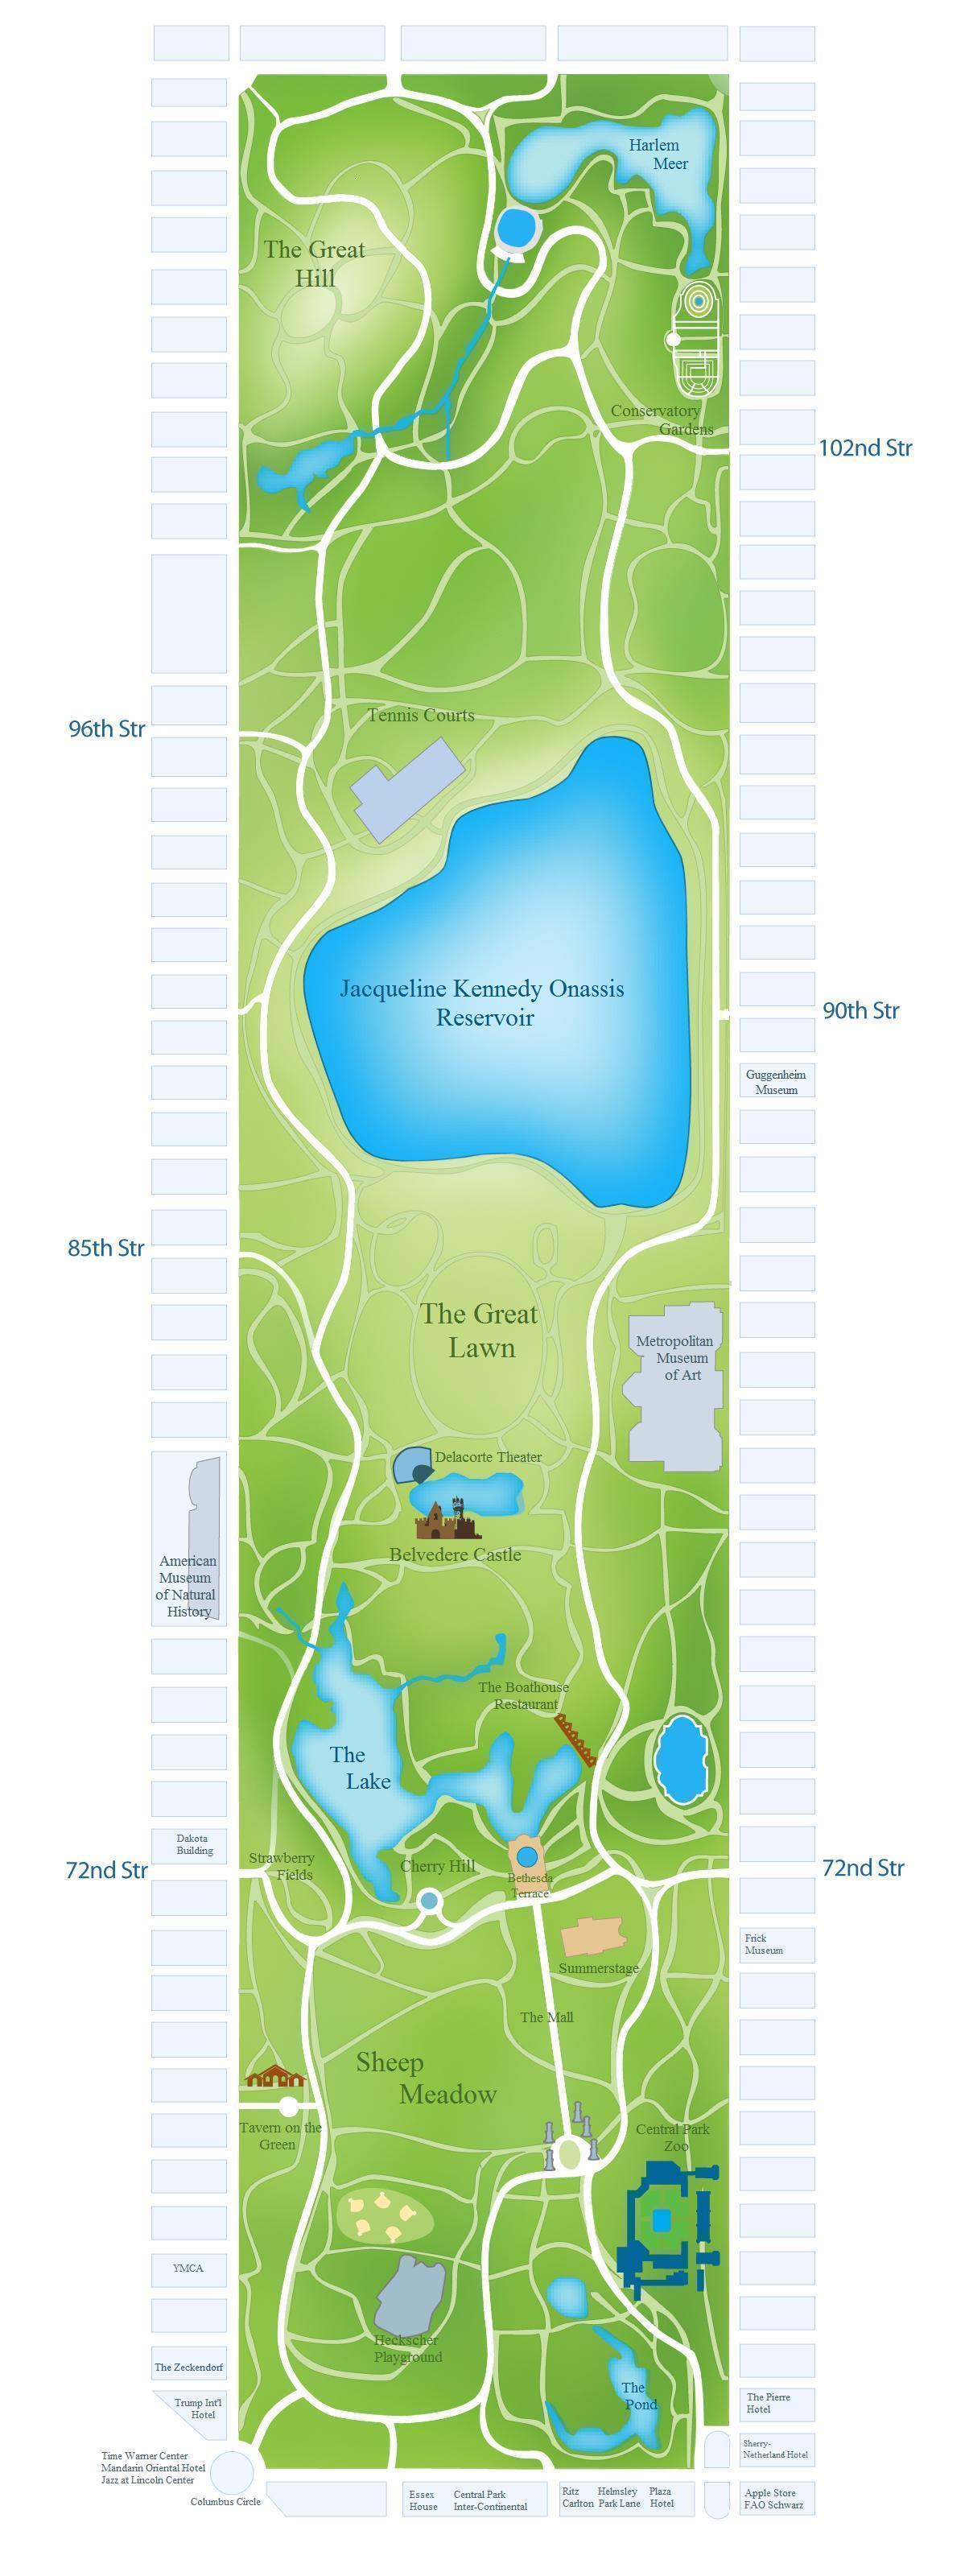 Harlem
Meer
The Great
Hill
Conservatory
Gardens
102nd Str
Tennis Courts
96th Str
Jacqueline Kennedy Onassis
Reservoir
90th Str
Guggenheim
Museum
85th Str
The Great
Lawn
Metropolitan
Museum
of Art
Delacorte Theater
Belvedere Castle
American
Museum
of Natural
History
The Boathouse
Restaurant
The
Lake
Dakota
Building
72nd Str
Strawberry
Fields
Cherry Hill
Bethesda
Terrace
72nd Str
Frick
Museum
Summerstage
The Mall
Sheep
Meadow
Tavern on the
Green
Central Park
Zoo
YMCA
Heckscher
Playground
The Zeckendorf
The
Pond
Trump Int'l
Hotel
The Pierre
Hotel
Sherry-
Netherland Hotel
Time Warner Center
Mandarin Oriental Hotel
Jazz at Lincoln Center
Columbus Circle
Essex
House
Central Park
Inter-Continental
Ritz
Carlton
Helmsley
Park Lane
Plaza
Hotel
Apple Store
FAO Schwarz